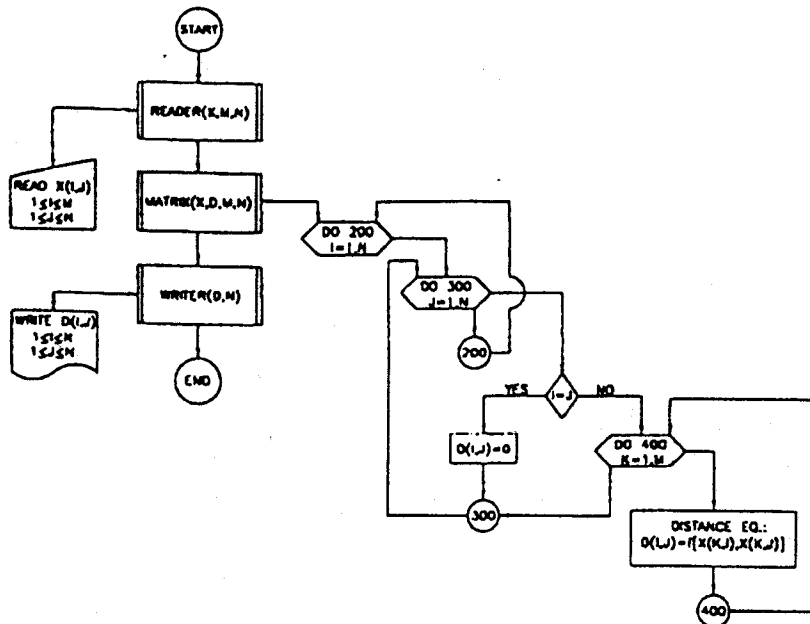 START
READER(X,M,N)
READ X(I,J)
1≤I≤M
1≤J≤N
MATRIX(X,D,M,N)
DO 200
I=1,N
DO 300
J=1,N
WRITER(D,N)
200
WRITE D(I,J)
1≤I≤N
1≤J≤N
END
YES
I=J
NO
D(I,J)=0
DO 400
K=1,M
300
DISTANCE EQ.:
D(I,J)=f[X(K,I),X(K,J)]
400